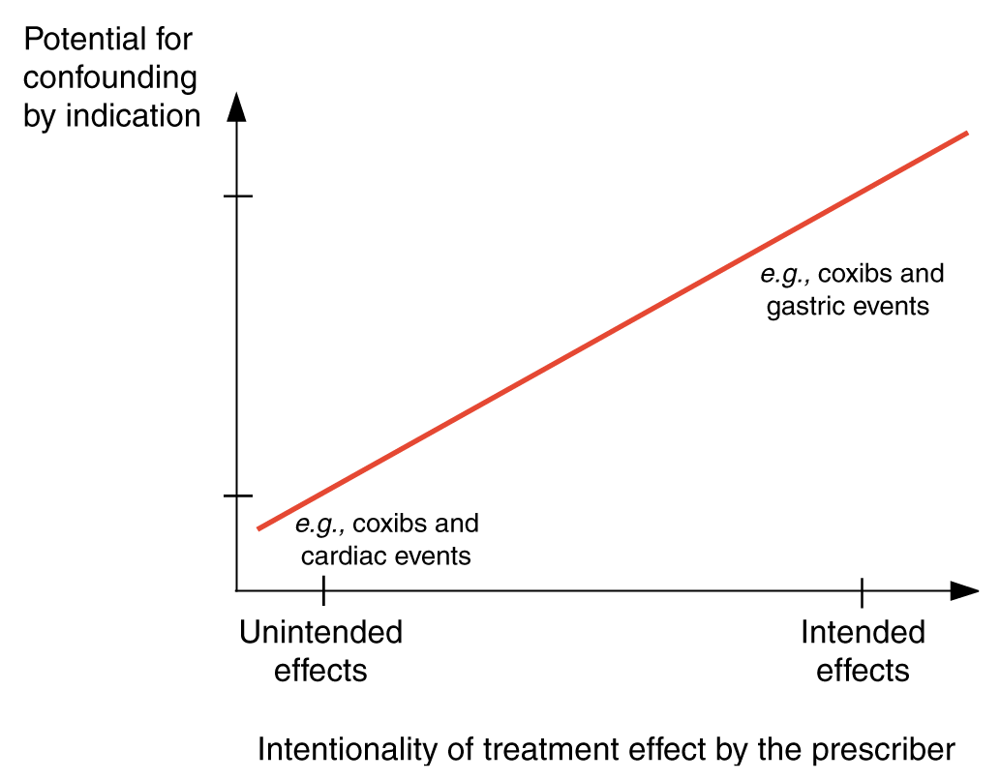 Potential for
confounding
by indication
e.g., coxibs and
gastric events
e.g., coxibs and
cardiac events
Unintended
effects
Intended
effects
Intentionality of treatment effect by the prescriber